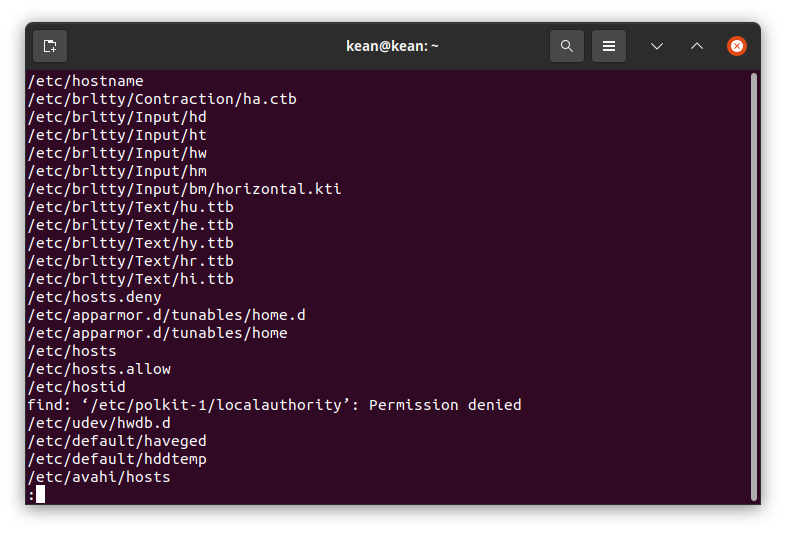 kean@kean: ~
/etc/hostname
/etc/brltty/Contraction/ha.ctb
/etc/brltty/Input/hd
/etc/brltty/Input/ht
/etc/brltty/Input/hw
/etc/brltty/Input/hm
/etc/brltty/Input/bm/horizontal.kti
/etc/brltty/Text/hu.ttb
/etc/brltty/Text/he.ttb
/etc/brltty/Text/hy.ttb
/etc/brltty/Text/hr.ttb
/etc/brltty/Text/hi.ttb
/etc/hosts.deny
/etc/apparmor.d/tunables/home.d
/etc/apparmor.d/tunables/home
/etc/hosts
/etc/hosts.allow
/etc/hostid
find: ‘/etc/polkit-1/localauthority’: Permission denied
/etc/udev/hwdb.d
/etc/default/haveged
/etc/default/hddtemp
/etc/avahi/hosts
: